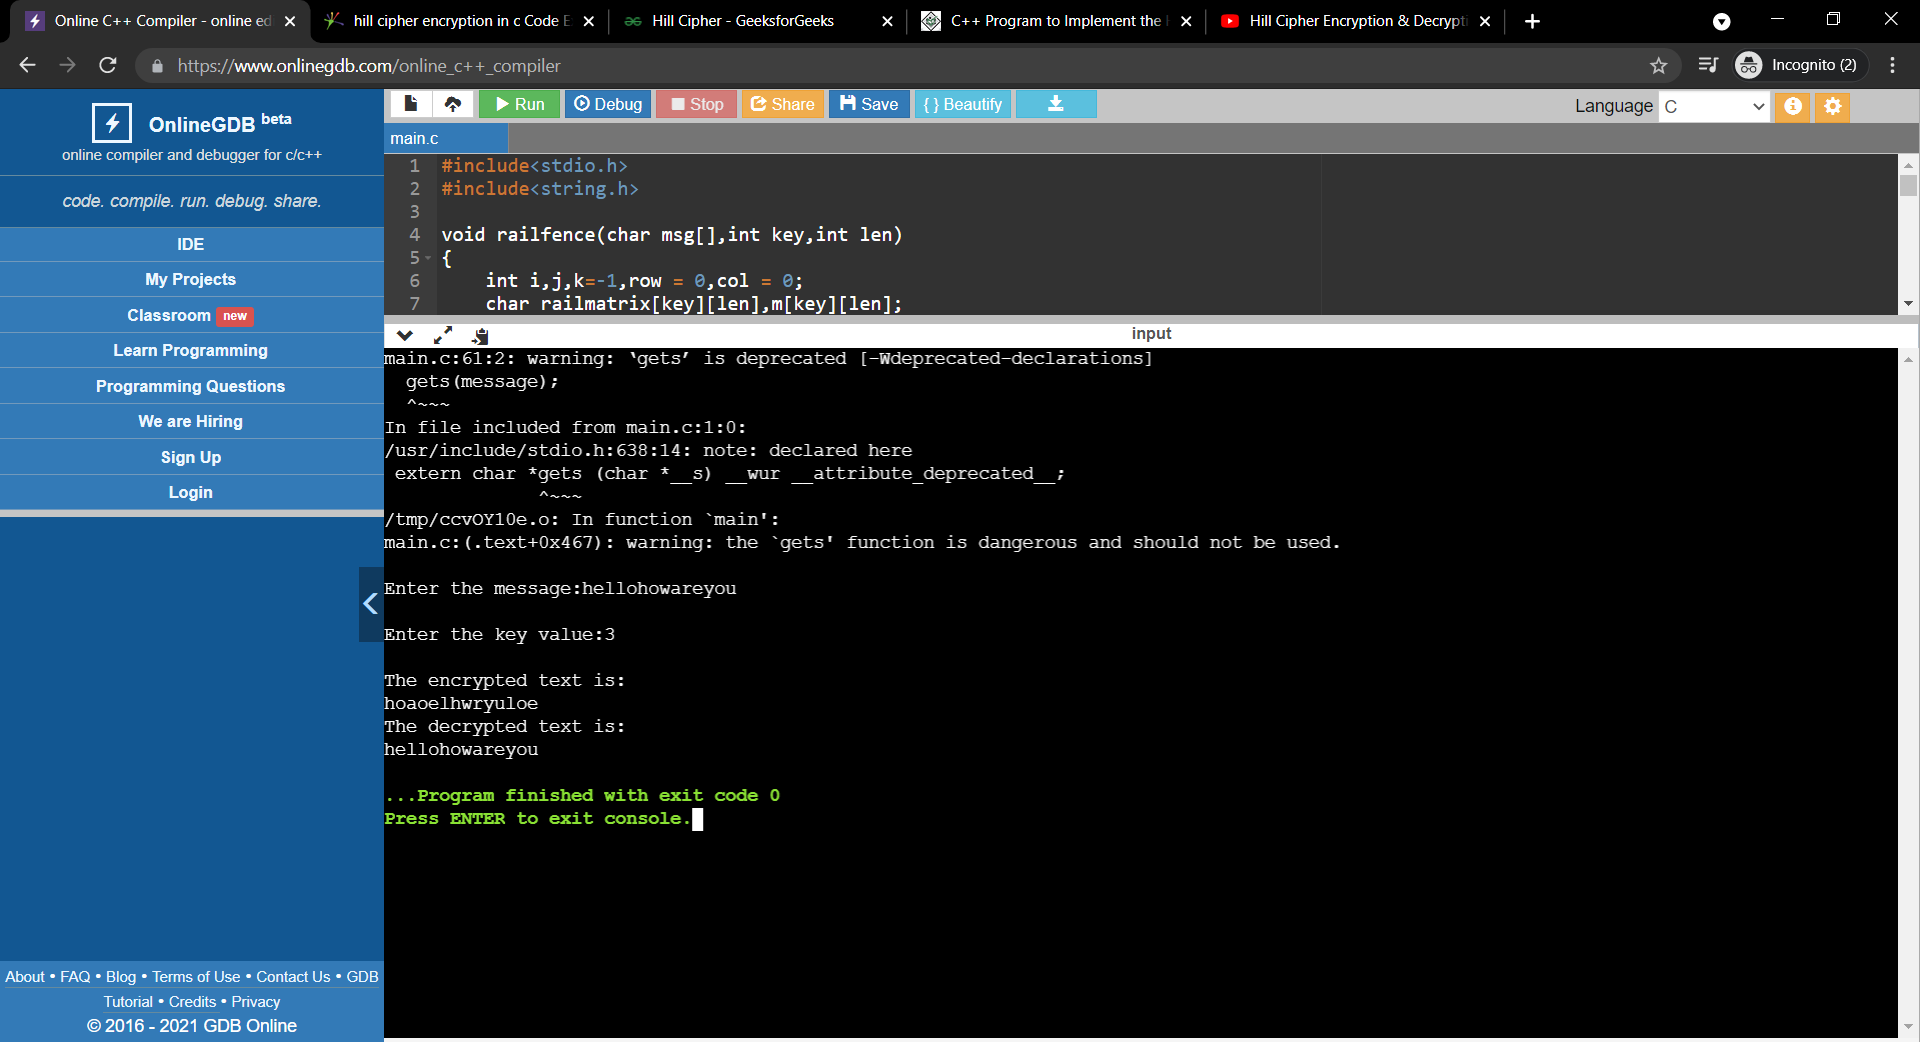 Online C++ Compiler - online ed
hill cipher encryption in c Code E
Hill Cipher - GeeksforGeeks
C++ Program to Implement the H
Hill Cipher Encryption & Decrypti
https://www.onlinegdb.com/online_c++_compiler
Incognito (2)
OnlineGDB beta
online compiler and debugger for c/c++
code. compile. run. debug. share.
IDE
My Projects
Classroom new
Learn Programming
Programming Questions
We are Hiring
Sign Up
Login
About • FAQ • Blog • Terms of Use • Contact Us • GDB
Tutorial • Credits • Privacy
© 2016 - 2021 GDB Online
Run Debug Stop Share Save {} Beautify
Language C
main.c
1 #include<stdio.h>
2 #include<string.h>
3
4 void railfence(char msg[],int key,int len)
5 {
6 int i,j,k=-1,row = 0,col = 0;
7 char railmatrix[key][len],m[key][len];
input
main.c:61:2: warning: ‘gets’ is deprecated [-Wdeprecated-declarations]
gets(message);
^~~~
In file included from main.c:1:0:
/usr/include/stdio.h:638:14: note: declared here
extern char *gets (char *__s) __wur __attribute_deprecated__;
^~~~
/tmp/ccvOY10e.o: In function `main':
main.c:(.text+0x467): warning: the `gets' function is dangerous and should not be used.
Enter the message:hellohowareyou
Enter the key value:3
The encrypted text is:
hoaoelhwryuloe
The decrypted text is:
hellohowareyou
...Program finished with exit code 0
Press ENTER to exit console.